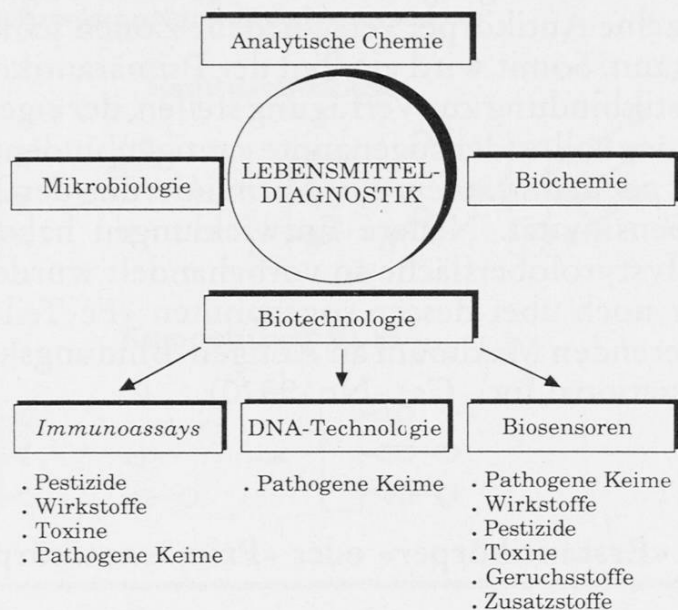 Analytische Chemie
Mikrobiologie
LEBENSMITTEL-
DIAGNOSTIK
Biochemie
Biotechnologie
Immunoassays
. Pestizide
. Wirkstoffe
. Toxine
. Pathogene Keime
DNA-Technologie
. Pathogene Keime
Biosensoren
. Pathogene Keime
. Wirkstoffe
. Pestizide
. Toxine
. Geruchsstoffe
. Zusatzstoffe